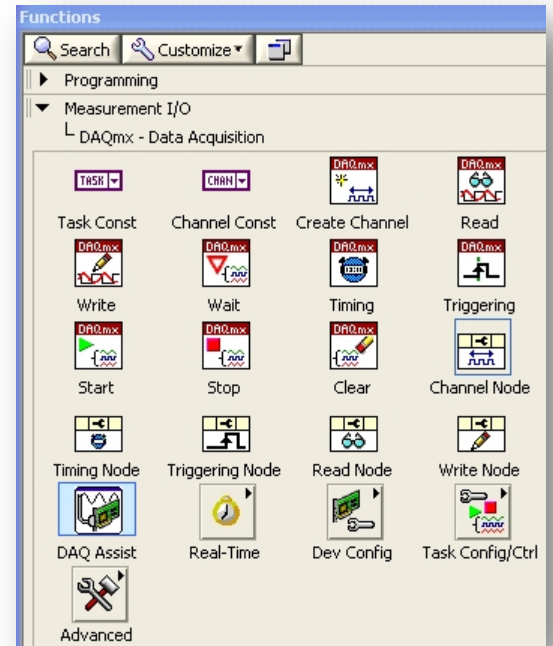 Functions
Search Customize
Programming
Measurement I/O
DAQmx - Data Acquisition
TASK CHAN DAQmx DAQmx
Task Const Channel Const Create Channel Read
DAQmx DAQmx DAQmx DAQmx
Write Wait Timing Triggering
DAQmx DAQmx DAQmx
Start Stop Clear Channel Node
Timing Node Triggering Node Read Node Write Node
DAQ Assist Real-Time Dev Config Task Config/Ctrl
Advanced